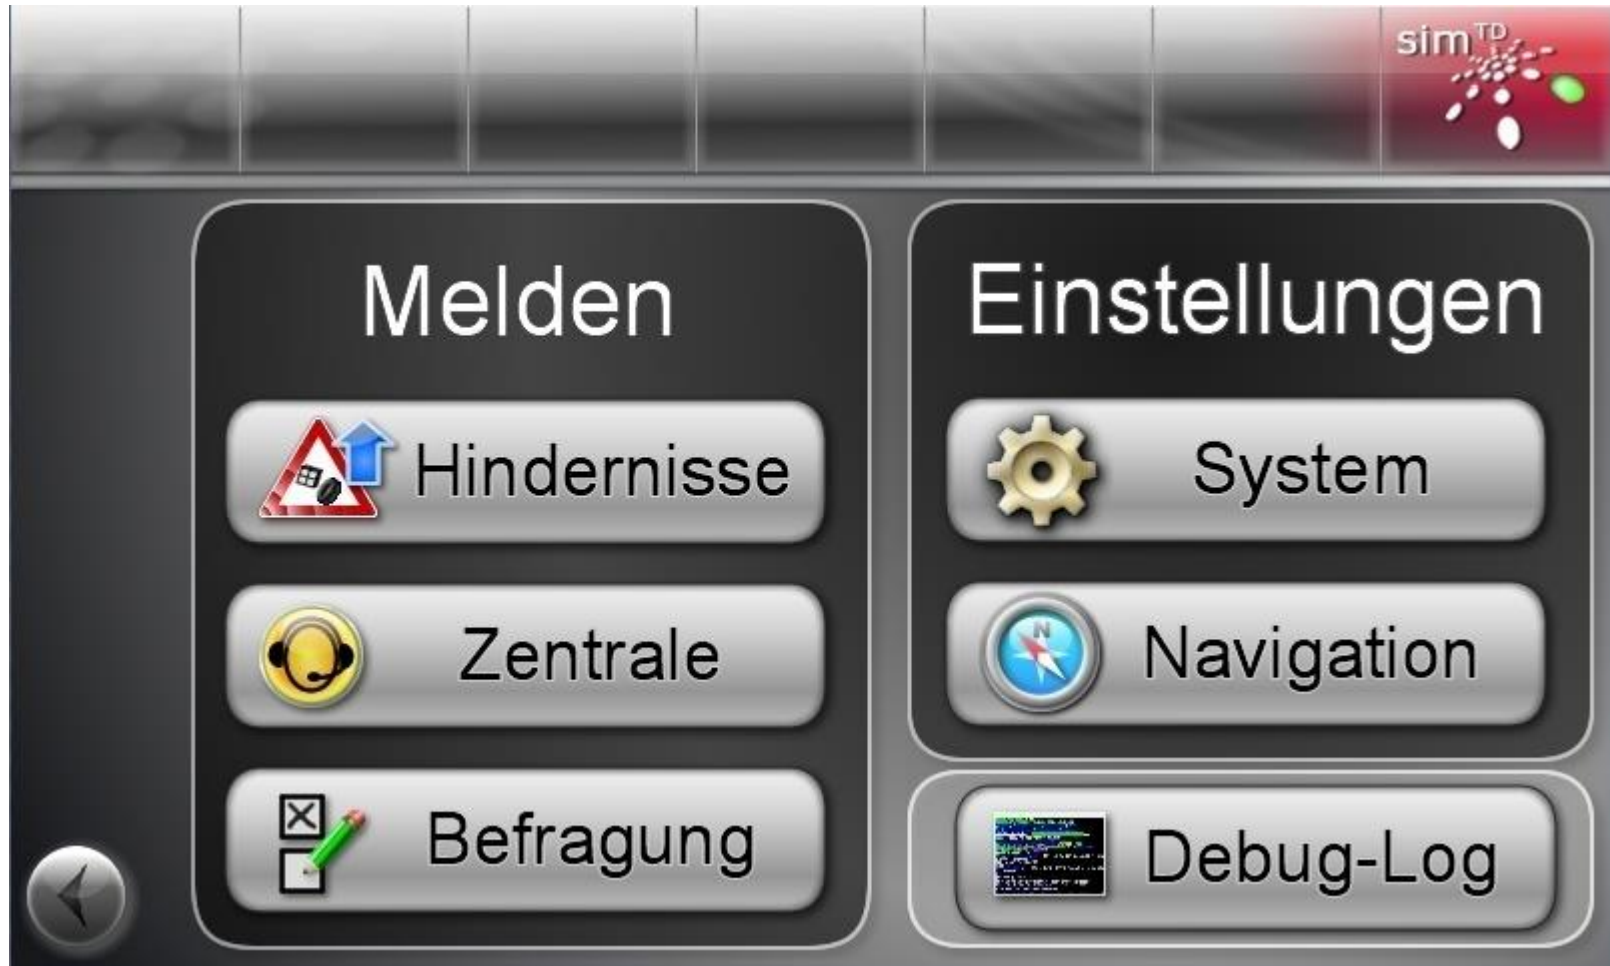 simTD
Melden
Hindernisse
Zentrale
Befragung
Einstellungen
System
N
Navigation
Debug-Log